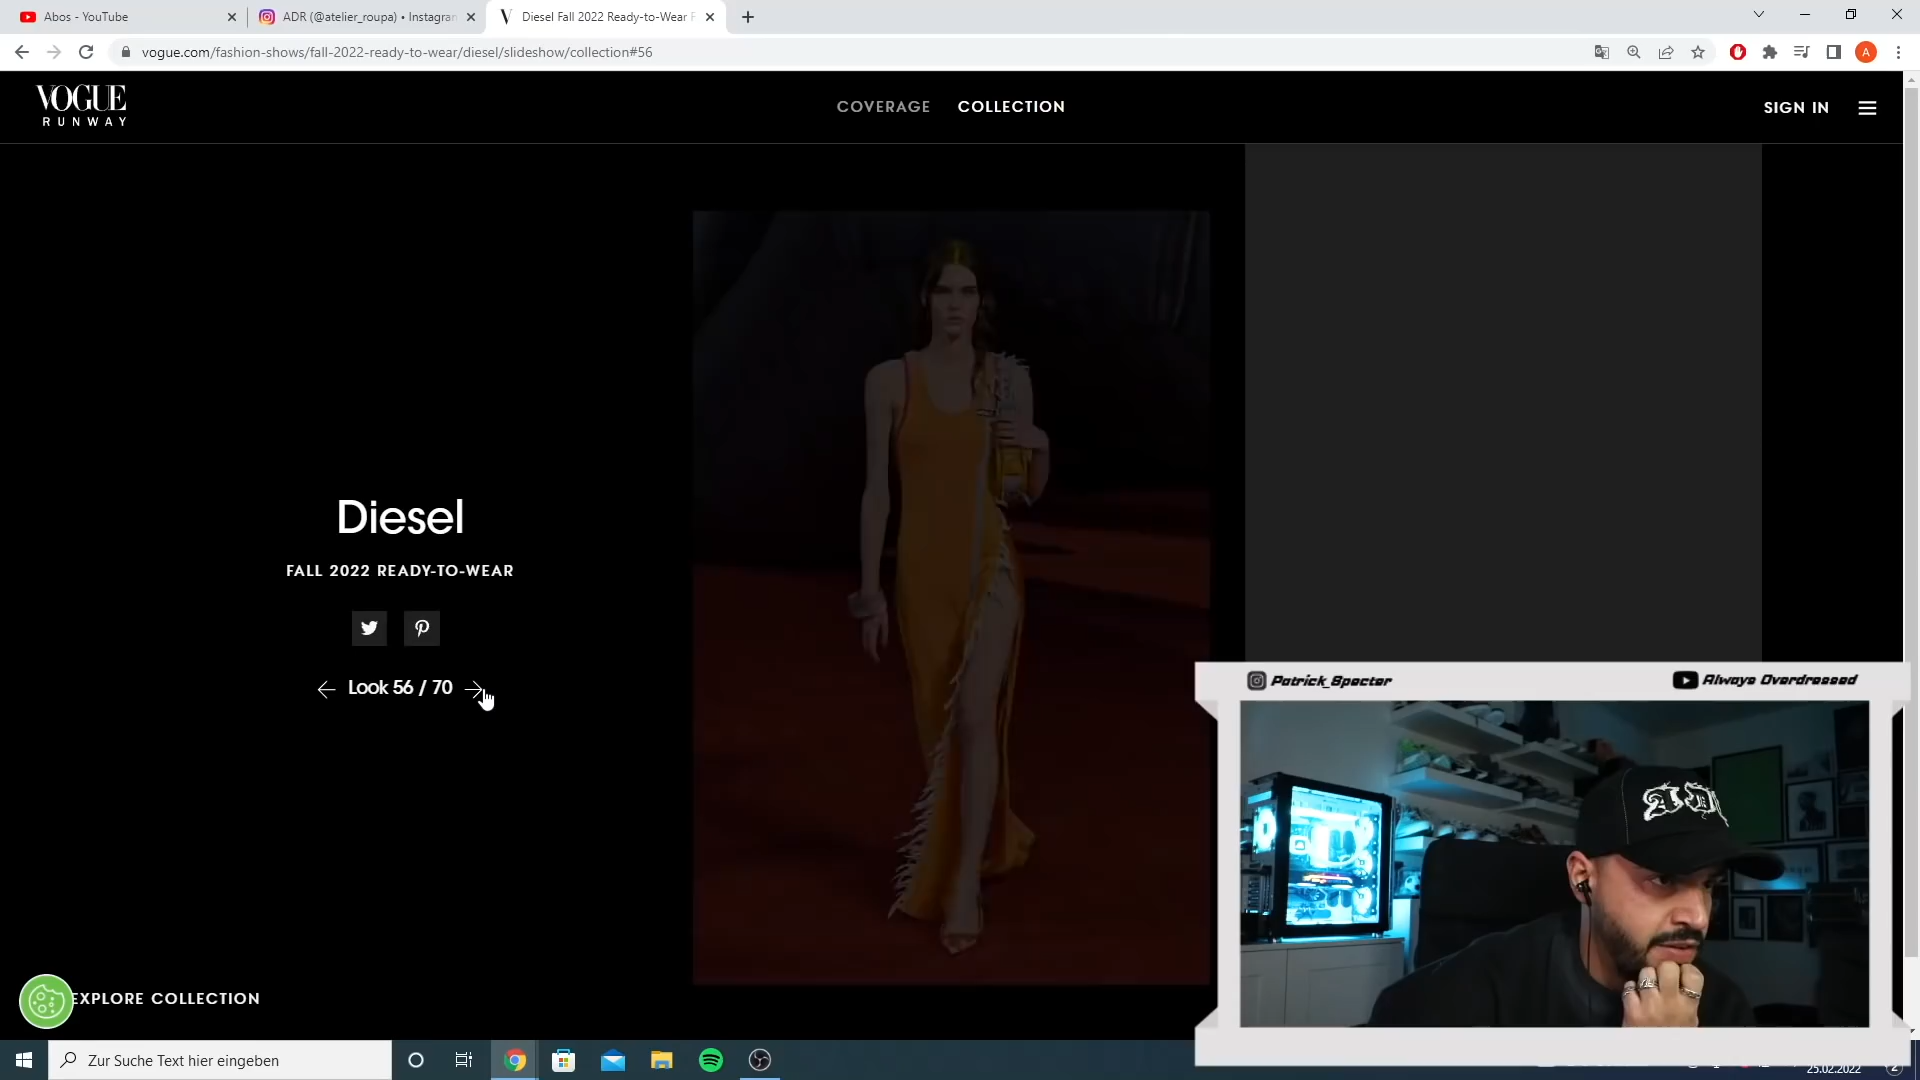 Abos - YouTube
ADR (@atelier_roupa) • Instagram
Diesel Fall 2022 Ready-to-Wear F
vogue.com/fashion-shows/fall-2022-ready-to-wear/diesel/slideshow/collection#56
A
VOGUE
RUNWAY
COVERAGE
COLLECTION
SIGN IN
Diesel
FALL 2022 READY-TO-WEAR
Look 56 / 70
Patrick_Specter
Always Overdressed
EXPLORE COLLECTION
Zur Suche Text hier eingeben
25.02.2022
2